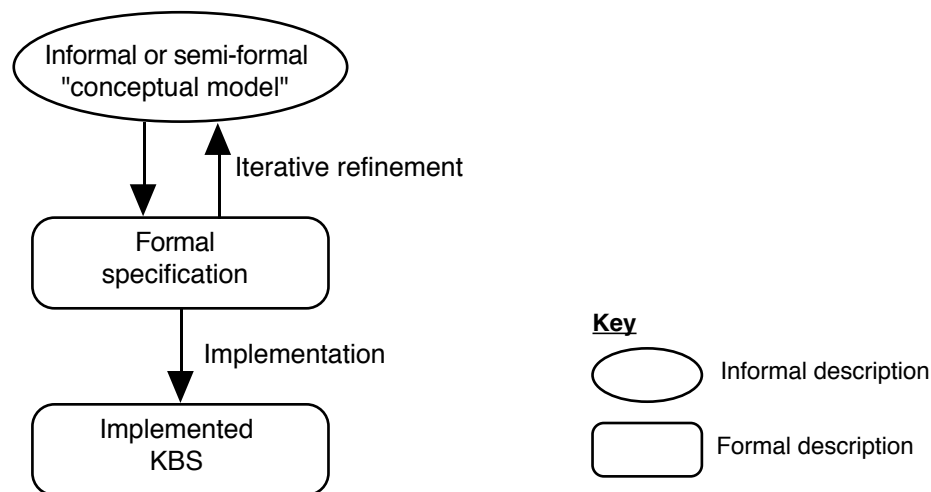 Informal or semi-formal
"conceptual model"
Iterative refinement
Formal
specification
Implementation
Implemented
KBS
Key
Informal description
Formal description